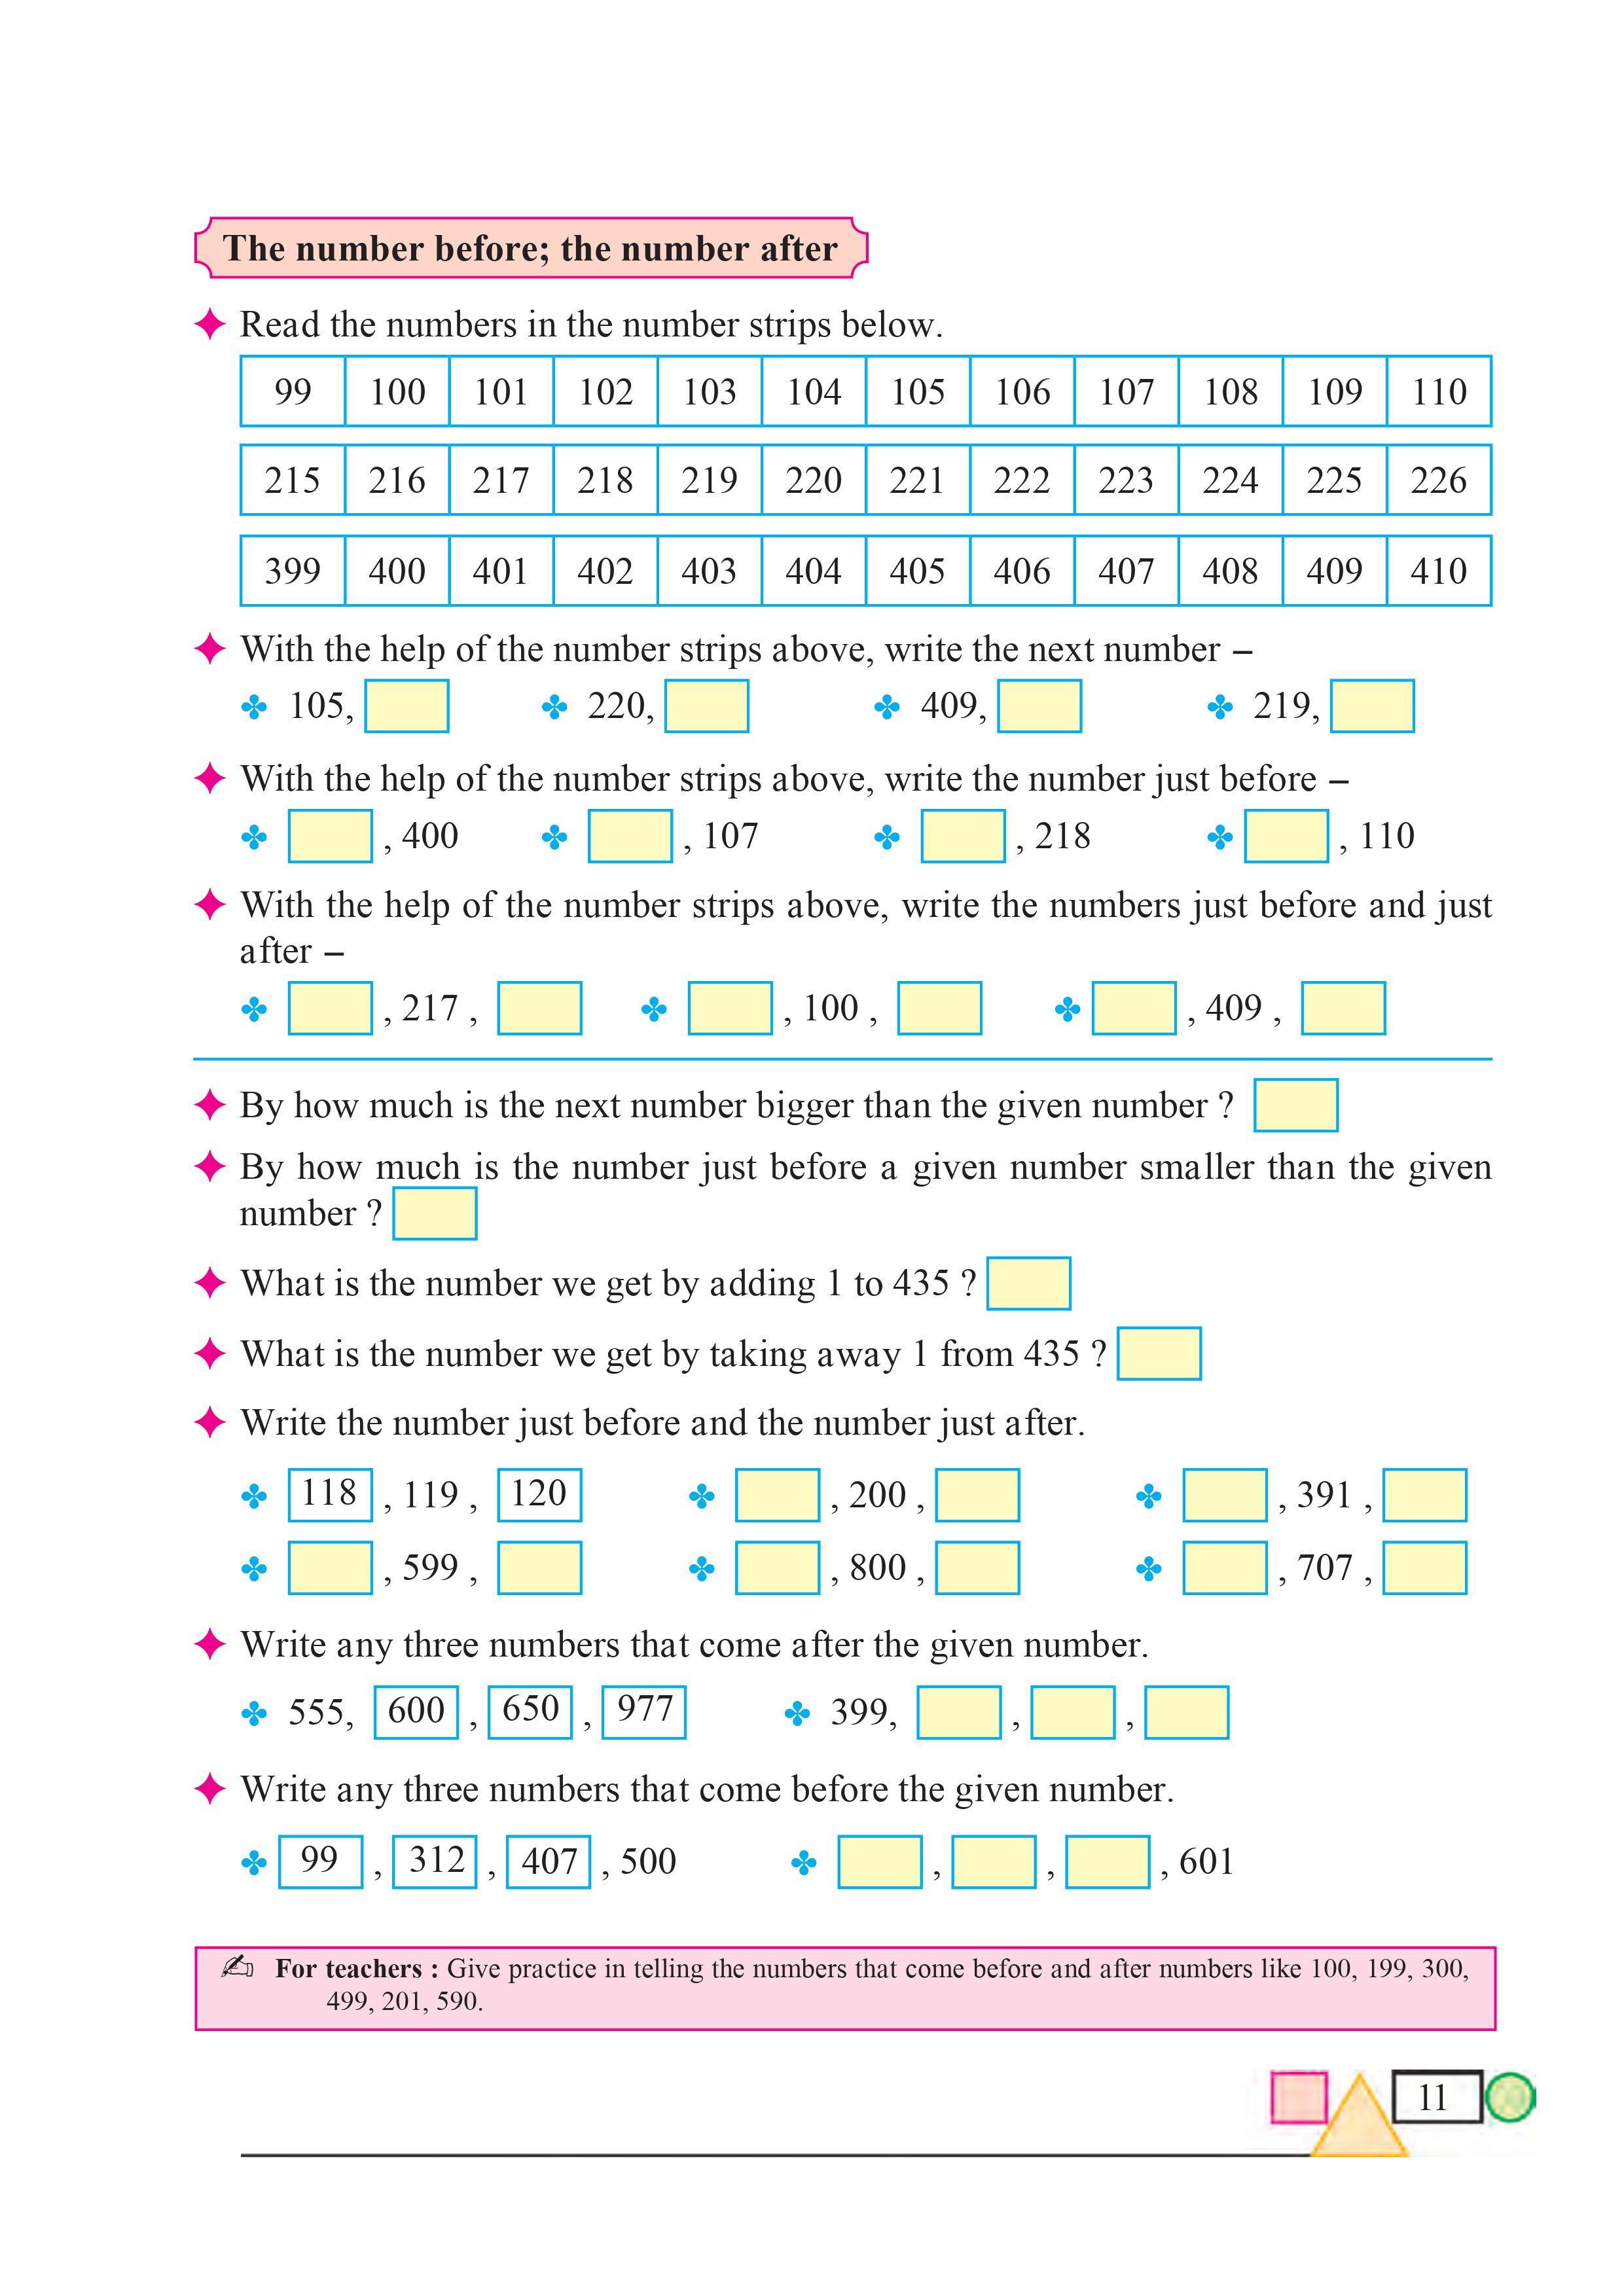 The number before; the number after
Read the numbers in the number strips below.
99 100 101 102 103 104 105 106 107 108 109 110
215 216 217 218 219 220 221 222 223 224 225 226
399 400 401 402 403 404 405 406 407 408 409 410
With the help of the number strips above, write the next number –
105, 220, 409, 219,
With the help of the number strips above, write the number just before –
, 400 , 107 , 218 , 110
With the help of the number strips above, write the numbers just before and just
after –
, 217 , , 100 , , 409 ,
By how much is the next number bigger than the given number ?
By how much is the number just before a given number smaller than the given
number ?
What is the number we get by adding 1 to 435 ?
What is the number we get by taking away 1 from 435 ?
Write the number just before and the number just after.
118 , 119 , 120 , 200 , , 391 ,
, 599 , , 800 , , 707 ,
Write any three numbers that come after the given number.
555, 600 , 650 , 977 399, , ,
Write any three numbers that come before the given number.
99 , 312 , 407 , 500 , , , 601
For teachers : Give practice in telling the numbers that come before and after numbers like 100, 199, 300,
499, 201, 590.
11